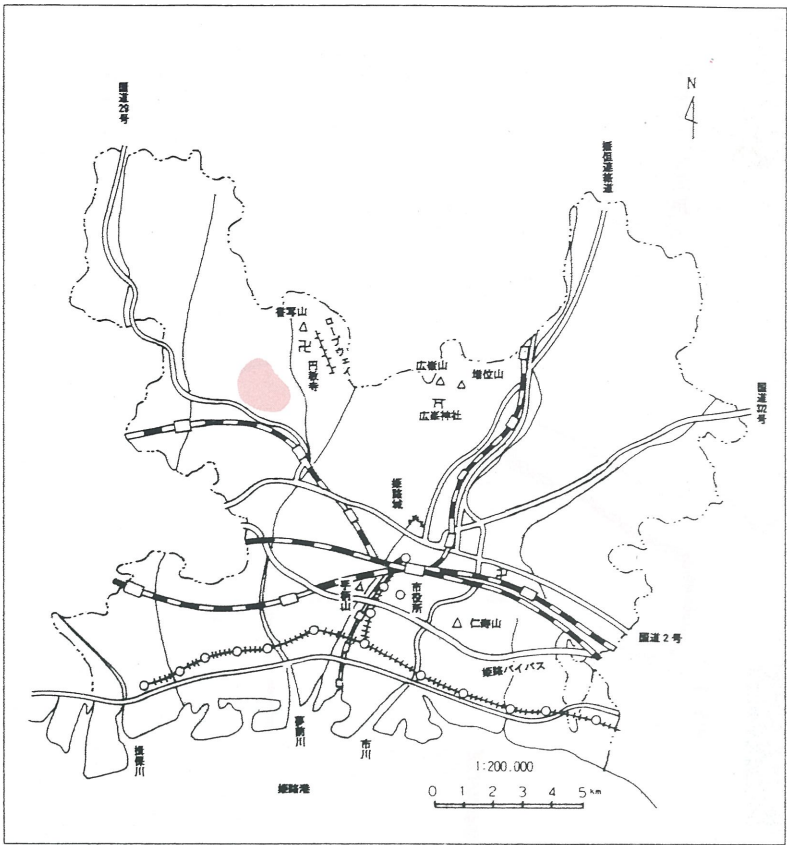 国道29号
播但連絡道
N
国道372号
書写山
卍
円教寺
ロープウェイ
広嶺山
増位山
広峯神社
姫路城
手柄山
市役所
仁寿山
国道2号
姫路バイパス
揖保川
夢前川
市川
姫路港
1:200.000
0 1 2 3 4 5 km